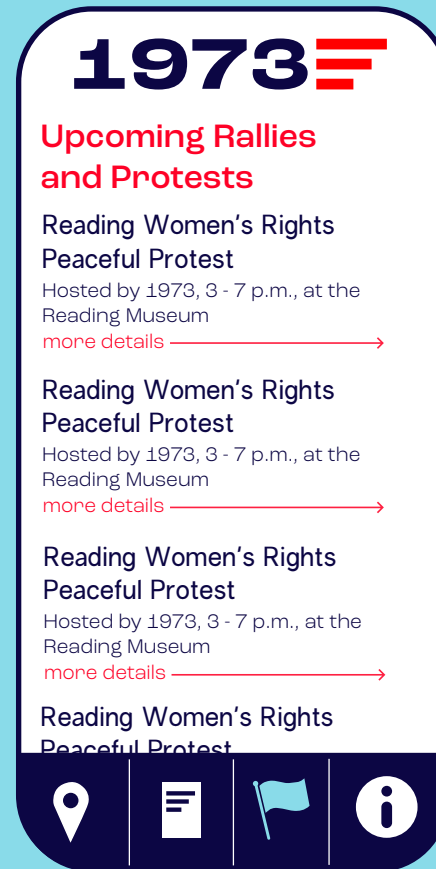 1973
Upcoming Rallies
and Protests
Reading Women's Rights
Peaceful Protest
Hosted by 1973, 3 - 7 p.m., at the
Reading Museum
more details
Reading Women's Rights
Peaceful Protest
Hosted by 1973, 3 - 7 p.m., at the
Reading Museum
more details
Reading Women's Rights
Peaceful Protest
Hosted by 1973, 3 - 7 p.m., at the
Reading Museum
more details
Reading Women's Rights
Peaceful Protest